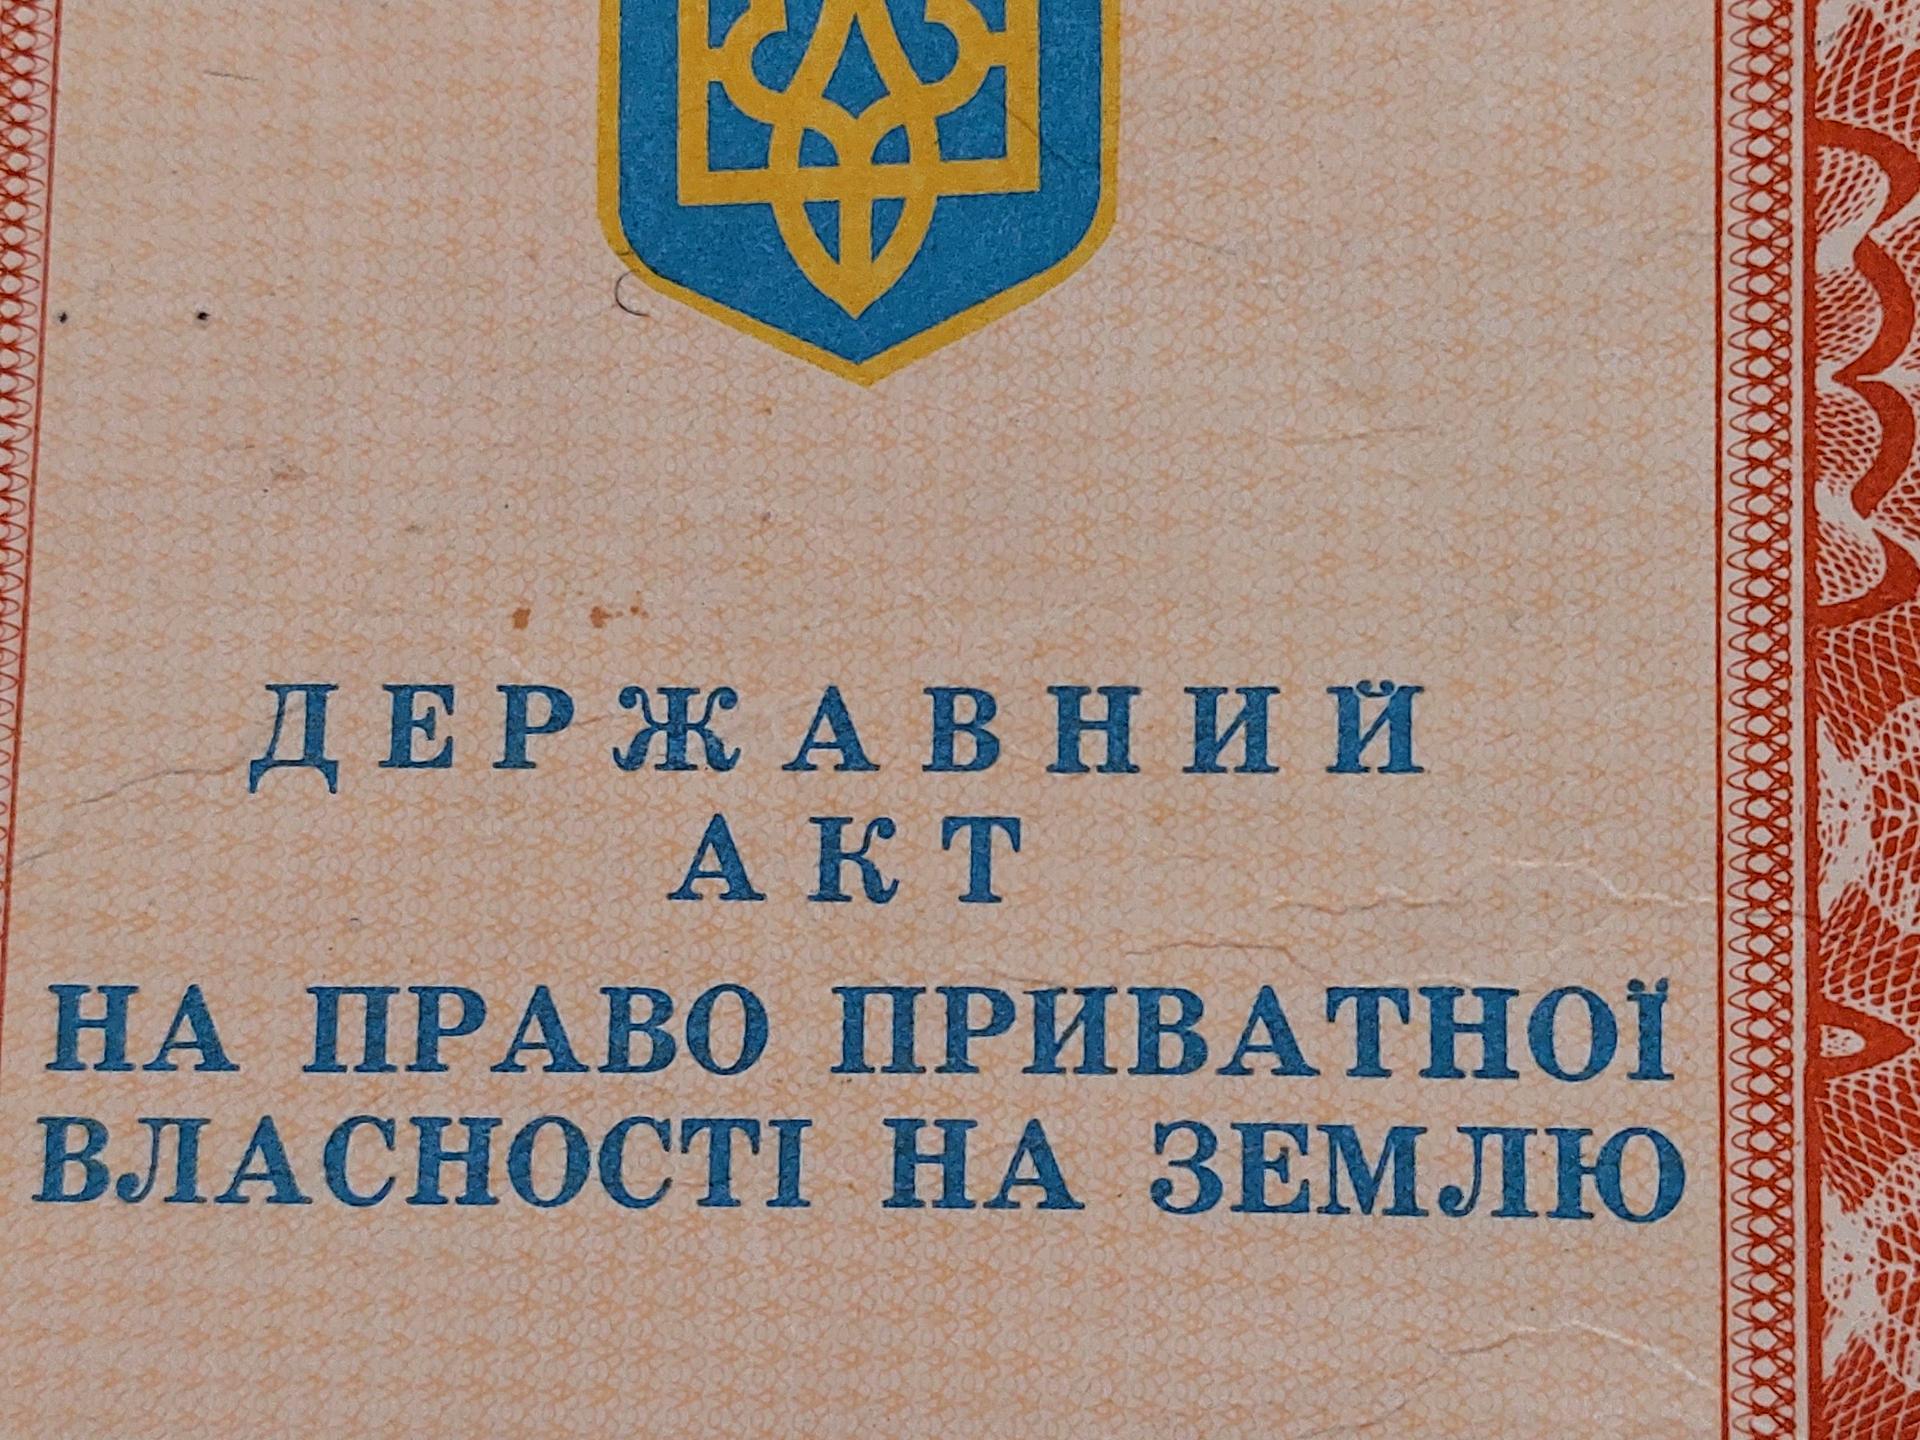 ДЕРЖАВНИЙ
АКТ
НА ПРАВО ПРИВАТНОЇ
ВЛАСНОСТІ НА ЗЕМЛЮ